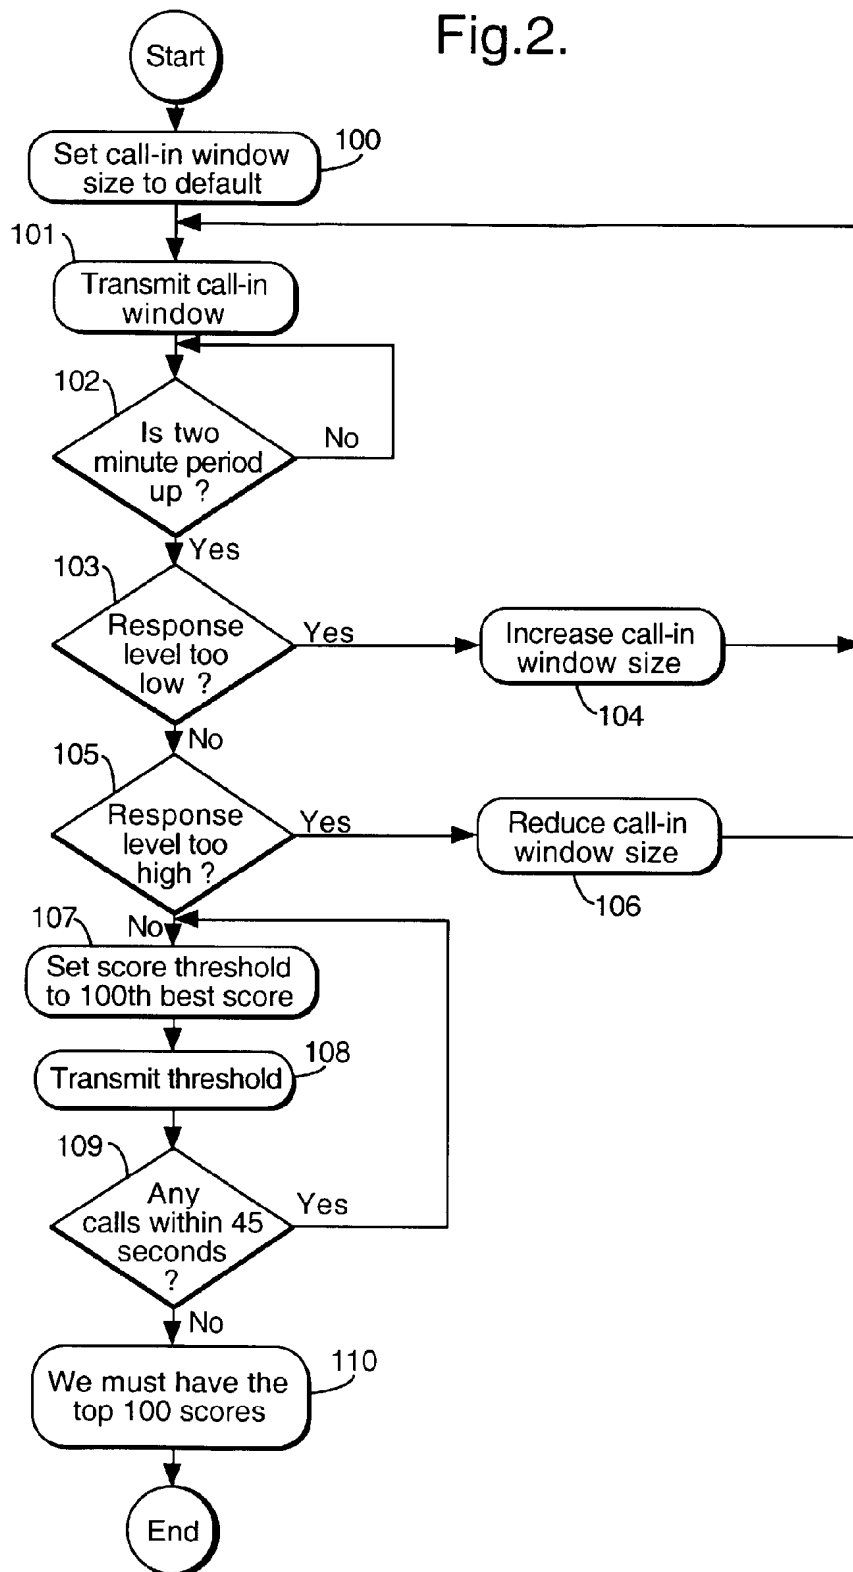 Fig.2.
Start
100
Set call-in window
size to default
101
Transmit call-in
window
102
Is two
minute period
up ?
No
Yes
103
Response
level too
low ?
Yes
Increase call-in
window size
104
No
105
Response
level too
high ?
Yes
Reduce call-in
window size
106
107
No
Set score threshold
to 100th best score
108
Transmit threshold
109
Any
calls within 45
seconds
?
Yes
No
110
We must have the
top 100 scores
End